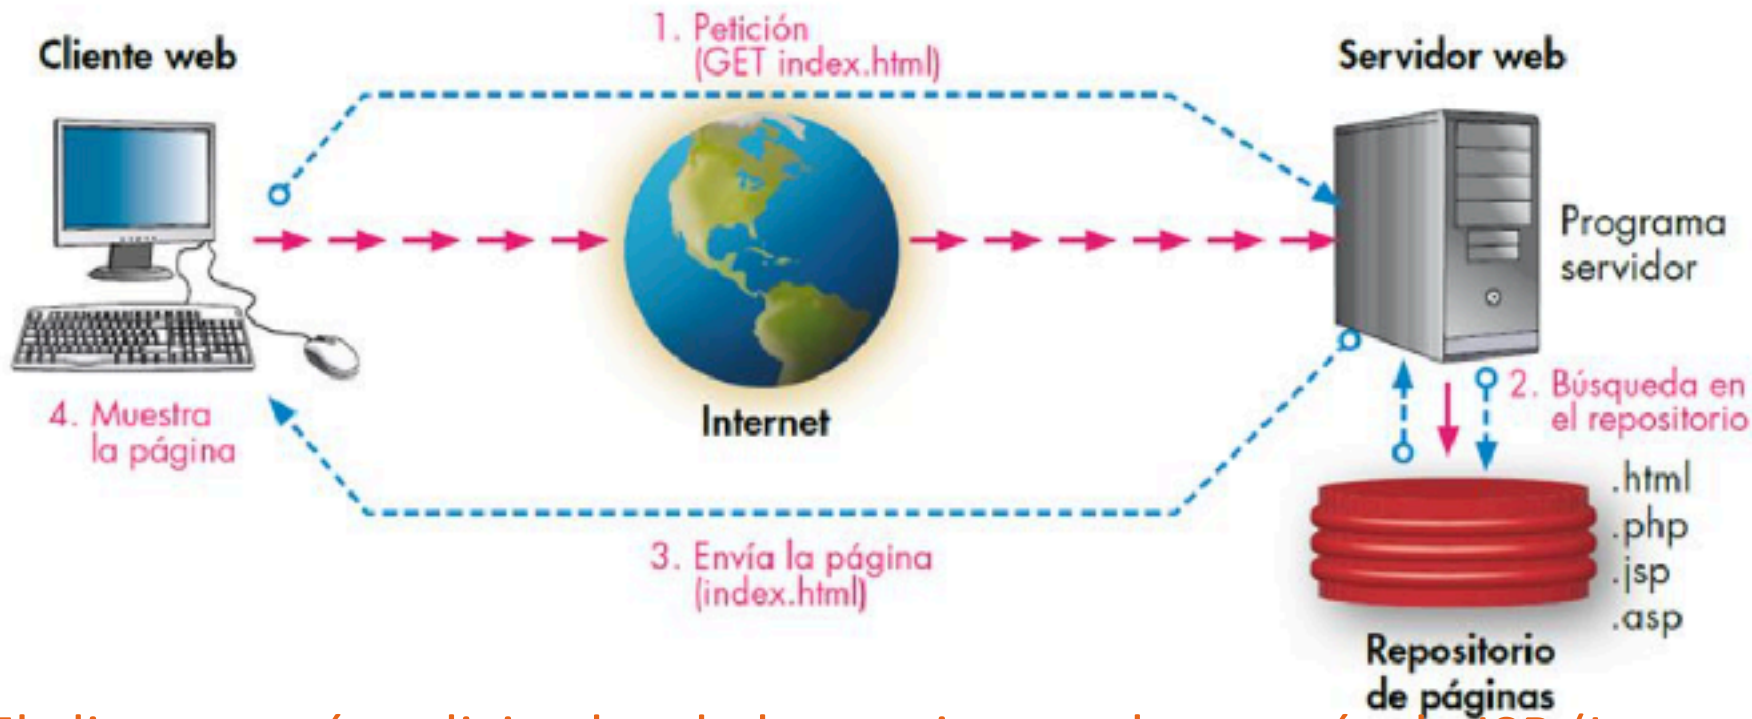 Cliente web
1. Petición
(GET index.html)
Servidor web
Programa
servidor
Internet
2. Búsqueda en
el repositorio
4. Muestra
la página
.html
.php
.jsp
.asp
3. Envía la página
(index.html)
Repositorio
de páginas